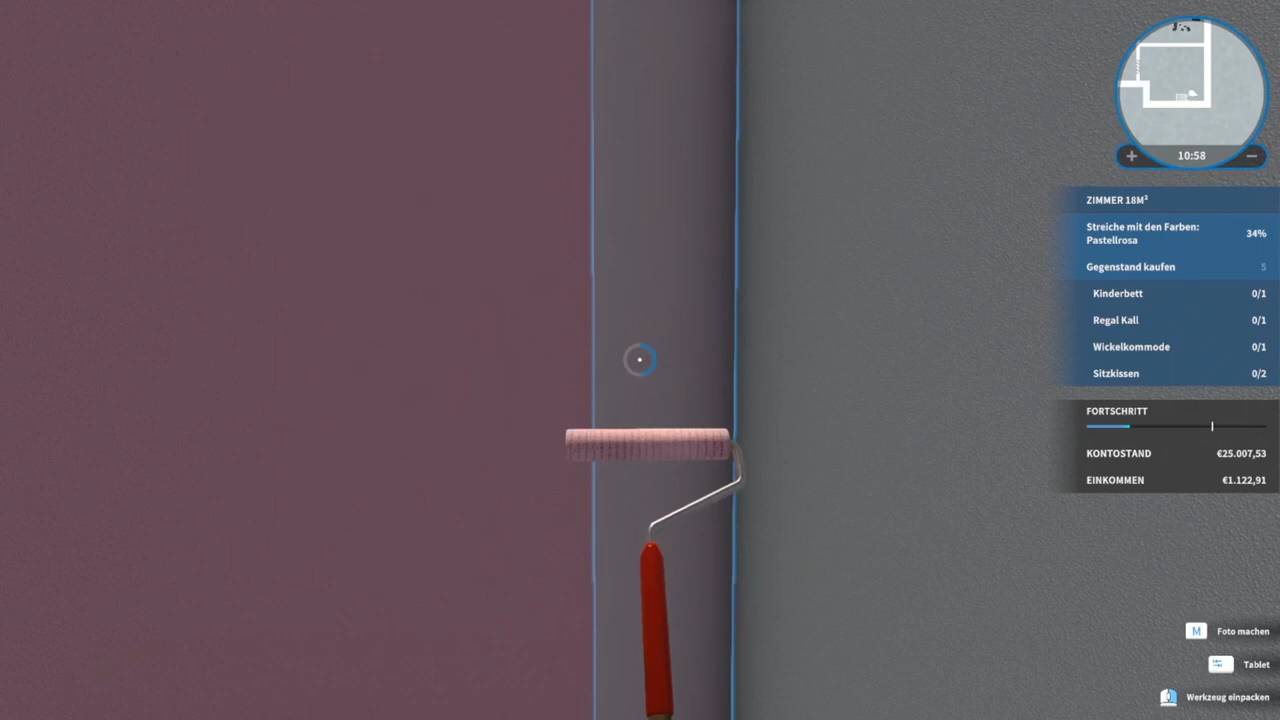 10:58
ZIMMER 18M²
Streiche mit den Farben:
Pastellrosa 34%
Gegenstand kaufen 5
Kinderbett 0/1
Regal Kall 0/1
Wickelkommode 0/1
Sitzkissen 0/2
FORTSCHRITT
KONTOSTAND €25.007,53
EINKOMMEN €1.122,91
M Foto machen
Tablet
Werkzeug einpacken